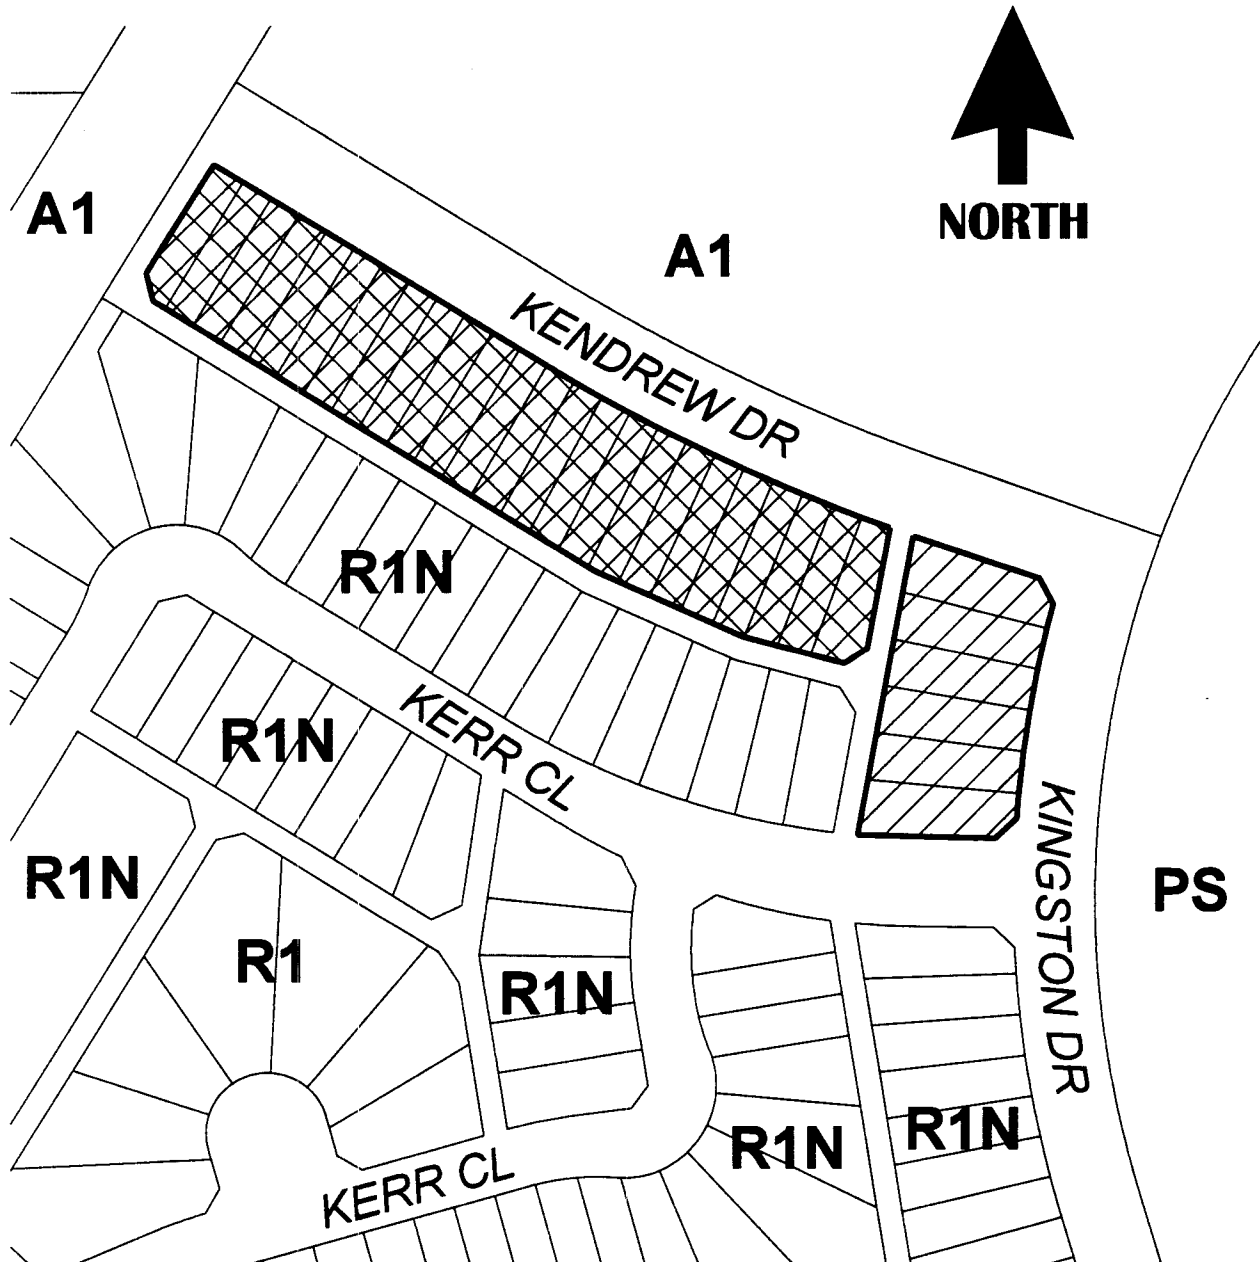 NORTH
A1
A1
KENDREW DR
R1N
KERR CL
R1N
KINGSTON DR
R1N
PS
R1
R1N
R1N
R1N
KERR CL